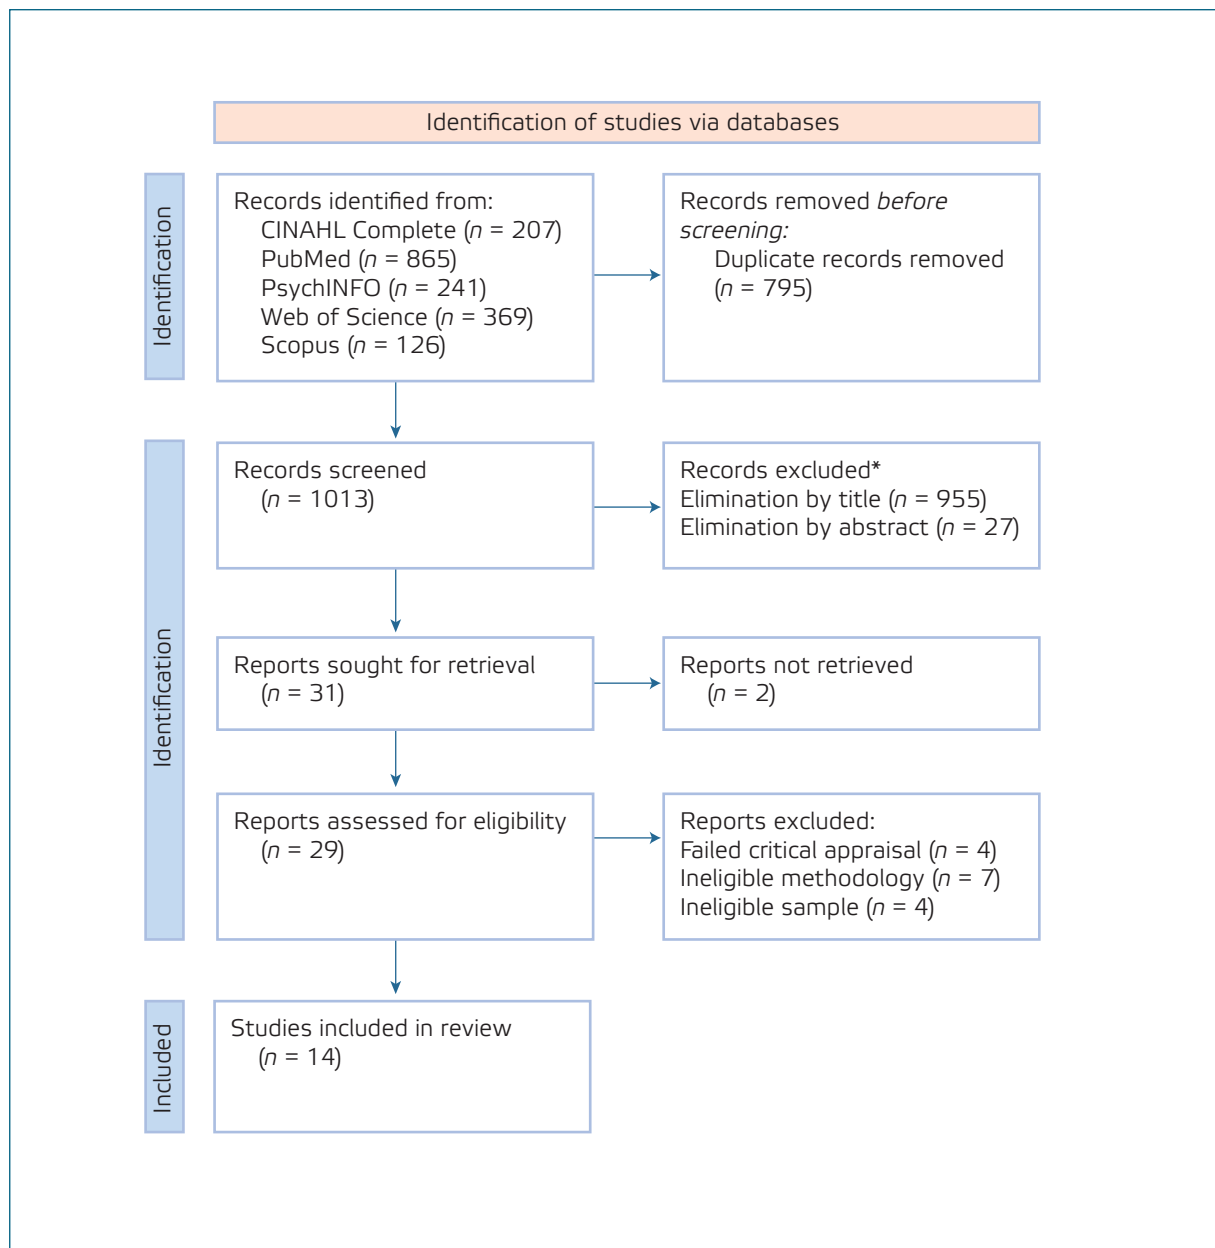 Identification of studies via databases
Identification
Records identified from:
CINAHL Complete (n = 207)
PubMed (n = 865)
PsychINFO (n = 241)
Web of Science (n = 369)
Scopus (n = 126)
Records removed before
screening:
Duplicate records removed
(n = 795)
Identification
Records screened
(n = 1013)
Records excluded*
Elimination by title (n = 955)
Elimination by abstract (n = 27)
Reports sought for retrieval
(n = 31)
Reports not retrieved
(n = 2)
Reports assessed for eligibility
(n = 29)
Reports excluded:
Failed critical appraisal (n = 4)
Ineligible methodology (n = 7)
Ineligible sample (n = 4)
Included
Studies included in review
(n = 14)